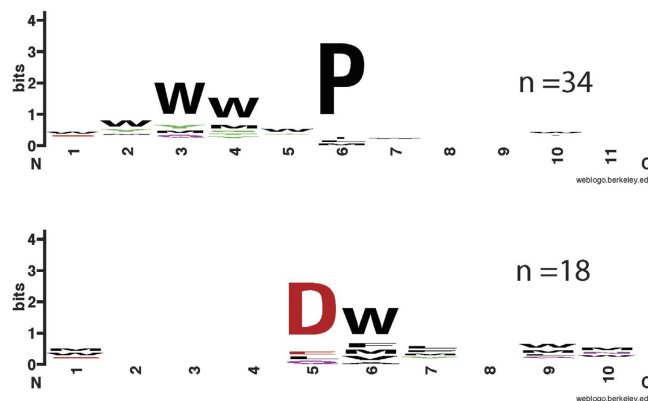 4
3
bits
2
1
0
W W W P
n =34
N 1 2 3 4 5 6 7 8 9 10 11 C
weblogo.berkeley.ed
4
3
bits
2
1
0
D W
n =18
N 1 2 3 4 5 6 7 8 9 10 C
weblogo.berkeley.ed